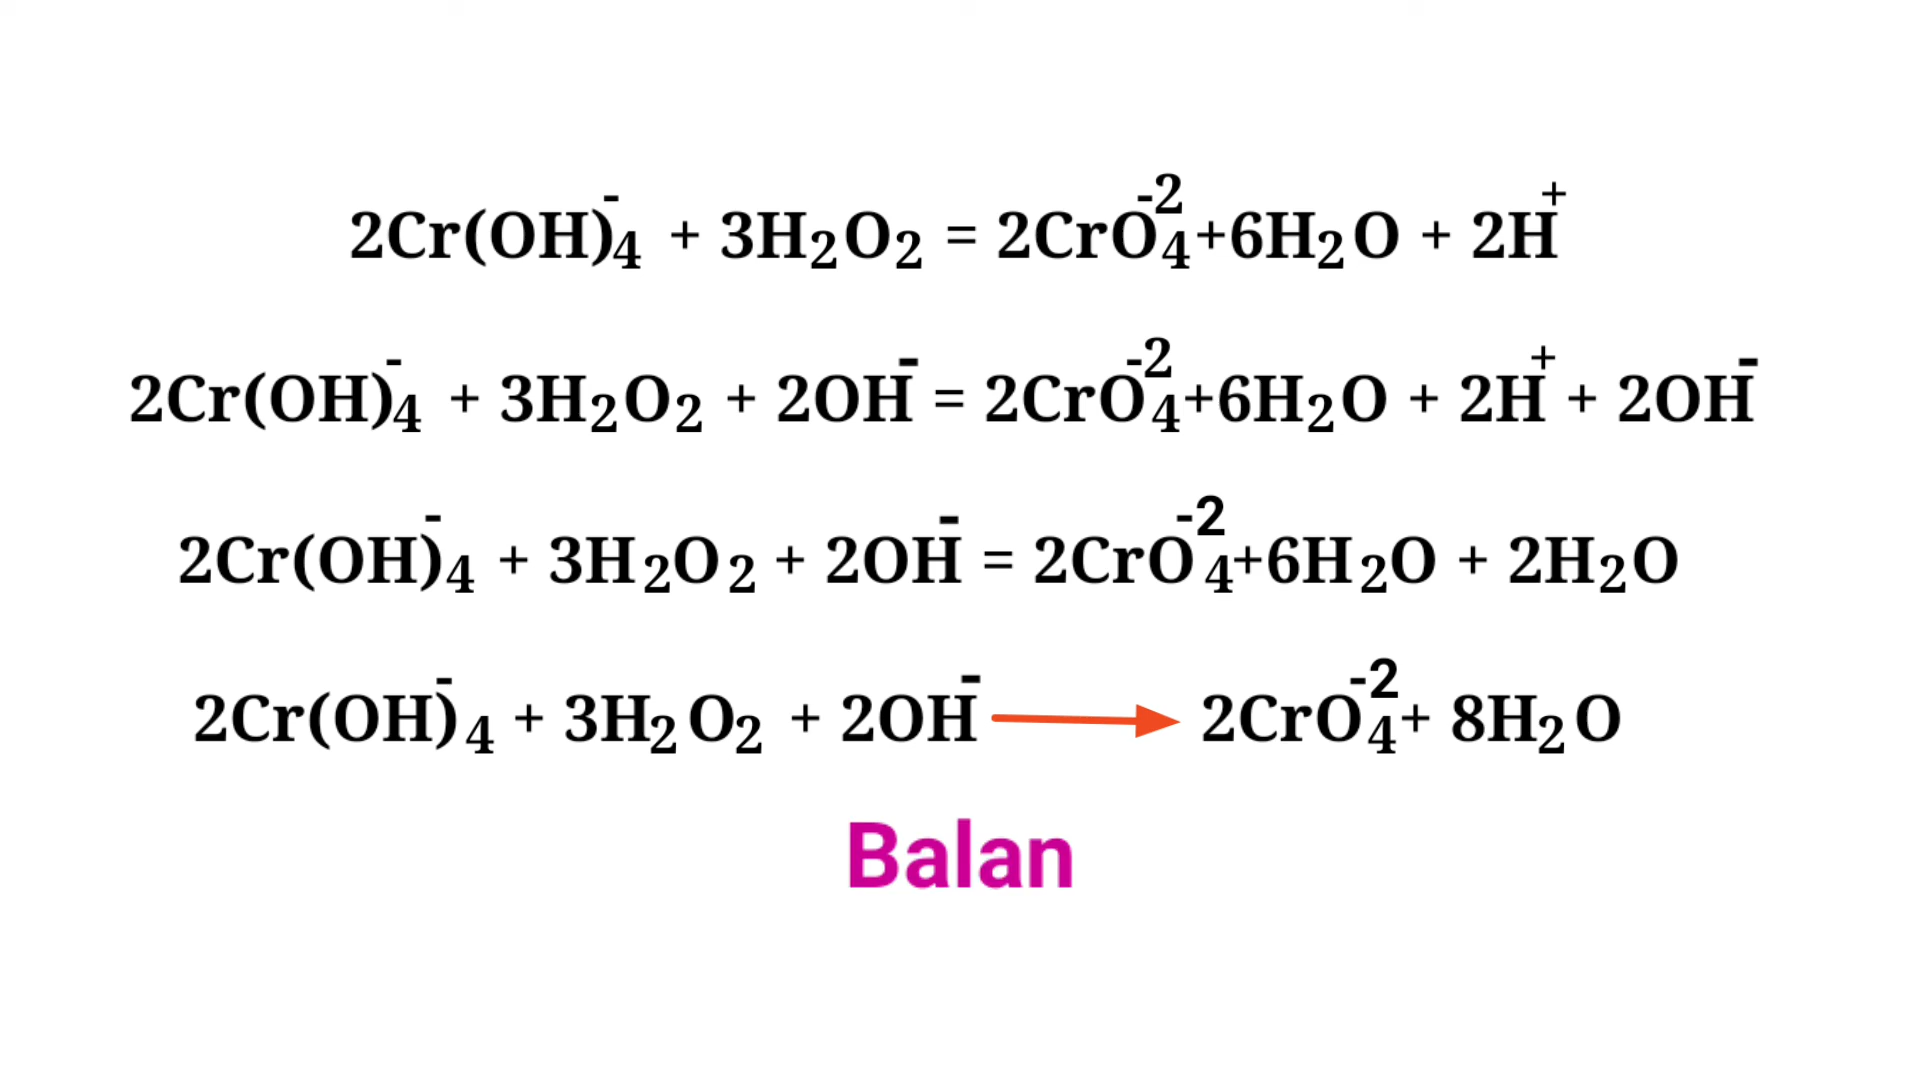 2Cr(OH)₄⁻ + 3H₂O₂ = 2CrO₄⁻²+6H₂O + 2H⁺
2Cr(OH)₄⁻ + 3H₂O₂ + 2OH⁻ = 2CrO₄⁻²+6H₂O + 2H⁺ + 2OH⁻
2Cr(OH)₄⁻ + 3H₂O₂ + 2OH⁻ = 2CrO₄⁻²+6H₂O + 2H₂O
2Cr(OH)₄⁻ + 3H₂O₂ + 2OH⁻ → 2CrO₄⁻²+ 8H₂O
Balan